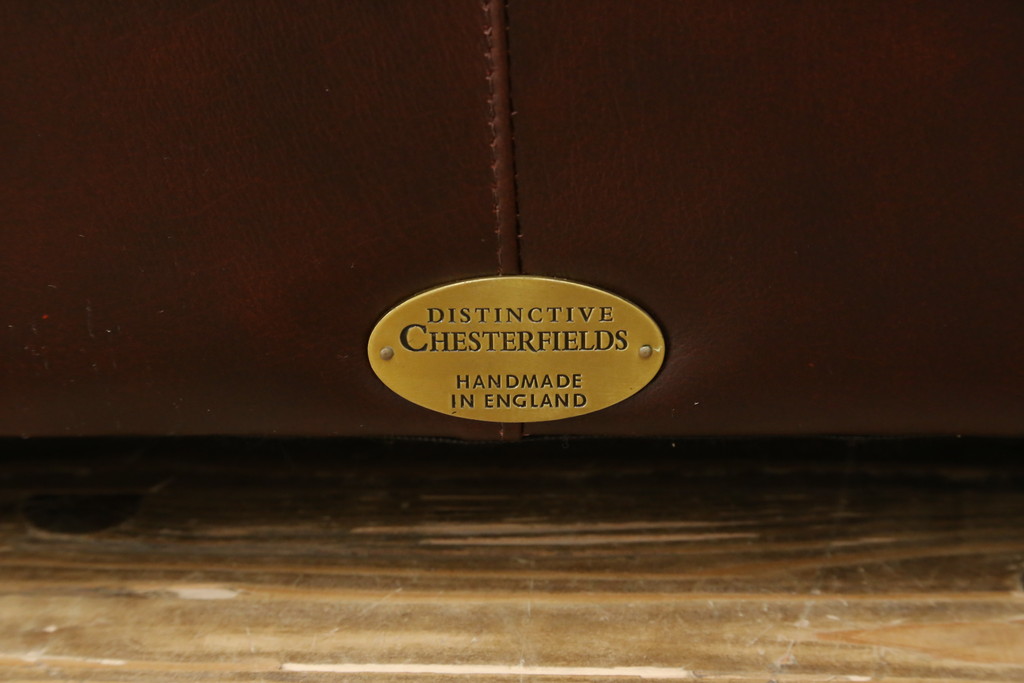 DISTINCTIVE
CHESTERFIELDS
HANDMADE
IN ENGLAND